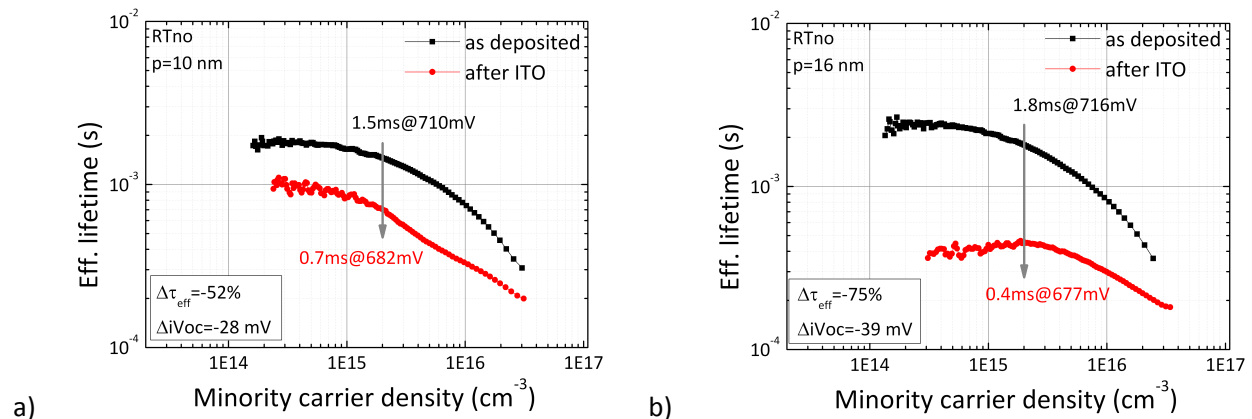 RTno
p=10 nm
as deposited
after ITO
1.5ms@710mV
0.7ms@682mV
Δτeff=-52%
ΔiVoc=-28 mV
10⁻²
10⁻³
10⁻⁴
Eff. lifetime (s)
1E14
1E15
1E16
1E17
Minority carrier density (cm⁻³)
a)
RTno
p=16 nm
as deposited
after ITO
1.8ms@716mV
0.4ms@677mV
Δτeff=-75%
ΔiVoc=-39 mV
10⁻²
10⁻³
10⁻⁴
Eff. lifetime (s)
1E14
1E15
1E16
1E17
Minority carrier density (cm⁻³)
b)